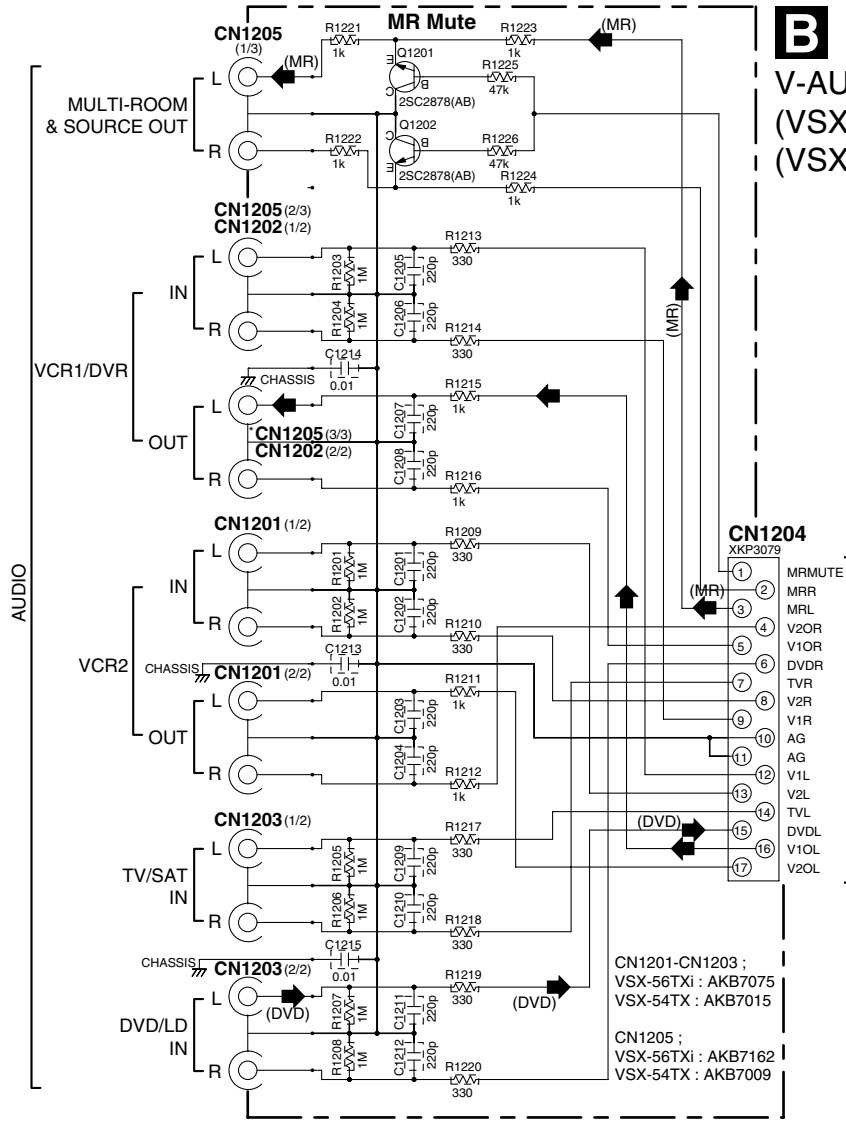 MR Mute
B
V-AU
(VSX
(VSX
CN1205
(1/3)
R1221
1k
(MR)
Q1201
E
B
C
2SC2878(AB)
R1223
1k
(MR)
R1225
47k
L
MULTI-ROOM
& SOURCE OUT
R
R1222
1k
Q1202
C
B
E
2SC2878(AB)
R1226
47k
R1224
1k
CN1205 (2/3)
CN1202 (1/2)
L
IN
R
R1203
1M
R1204
1M
C1205
220p
C1206
220p
R1213
330
R1214
330
(MR)
VCR1/DVR
C1214
0.01
CHASSIS
L
OUT
R
*CN1205 (3/3)
CN1202 (2/2)
C1207
220p
C1208
220p
R1215
1k
R1216
1k
AUDIO
CN1201 (1/2)
L
IN
R
R1201
1M
R1202
1M
C1201
220p
C1202
220p
R1209
330
R1210
330
VCR2
CHASSIS
C1213
0.01
CN1201 (2/2)
L
OUT
R
C1203
220p
C1204
220p
R1211
1k
R1212
1k
CN1204
XKP3079
(MR)
1 MRMUTE
2 MRR
3 MRL
4 V2OR
5 V1OR
6 DVDR
7 TVR
8 V2R
9 V1R
10 AG
11 AG
12 V1L
13 V2L
14 TVL
15 DVDL
16 V1OL
17 V2OL
(DVD)
CN1203 (1/2)
L
TV/SAT
IN
R
R1205
1M
R1206
1M
C1209
220p
C1210
220p
R1217
330
R1218
330
CHASSIS
C1215
0.01
CN1203 (2/2)
L
(DVD)
DVD/LD
IN
R
R1207
1M
R1208
1M
C1211
220p
C1212
220p
R1219
330
(DVD)
R1220
330
CN1201-CN1203 ;
VSX-56TXi : AKB7075
VSX-54TX : AKB7015
CN1205 ;
VSX-56TXi : AKB7162
VSX-54TX : AKB7009